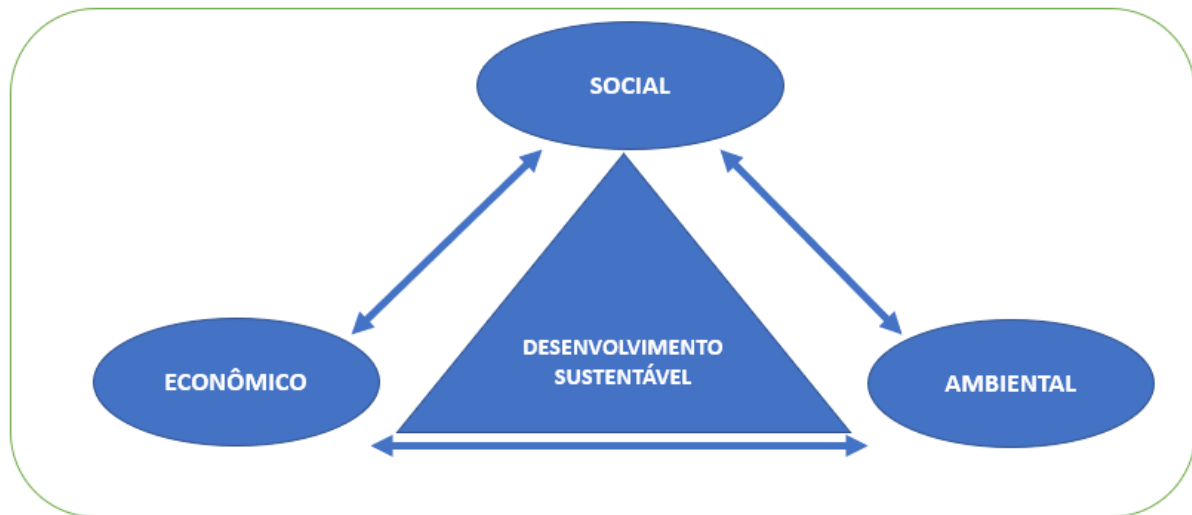 SOCIAL
DESENVOLVIMENTO
SUSTENTÁVEL
ECONÔMICO
AMBIENTAL